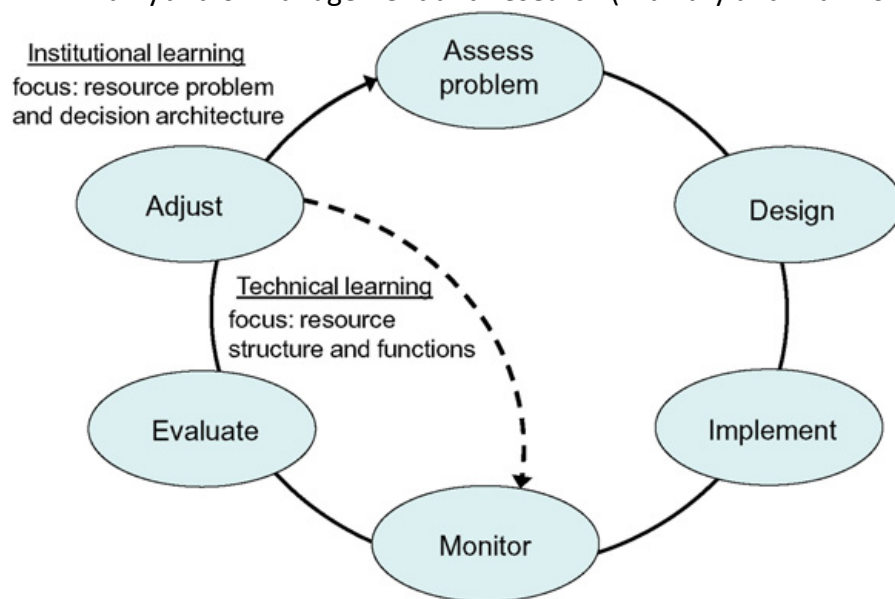 Institutional learning
focus: resource problem
and decision architecture
Assess
problem
Adjust
Design
Technical learning
focus: resource
structure and functions
Evaluate
Implement
Monitor